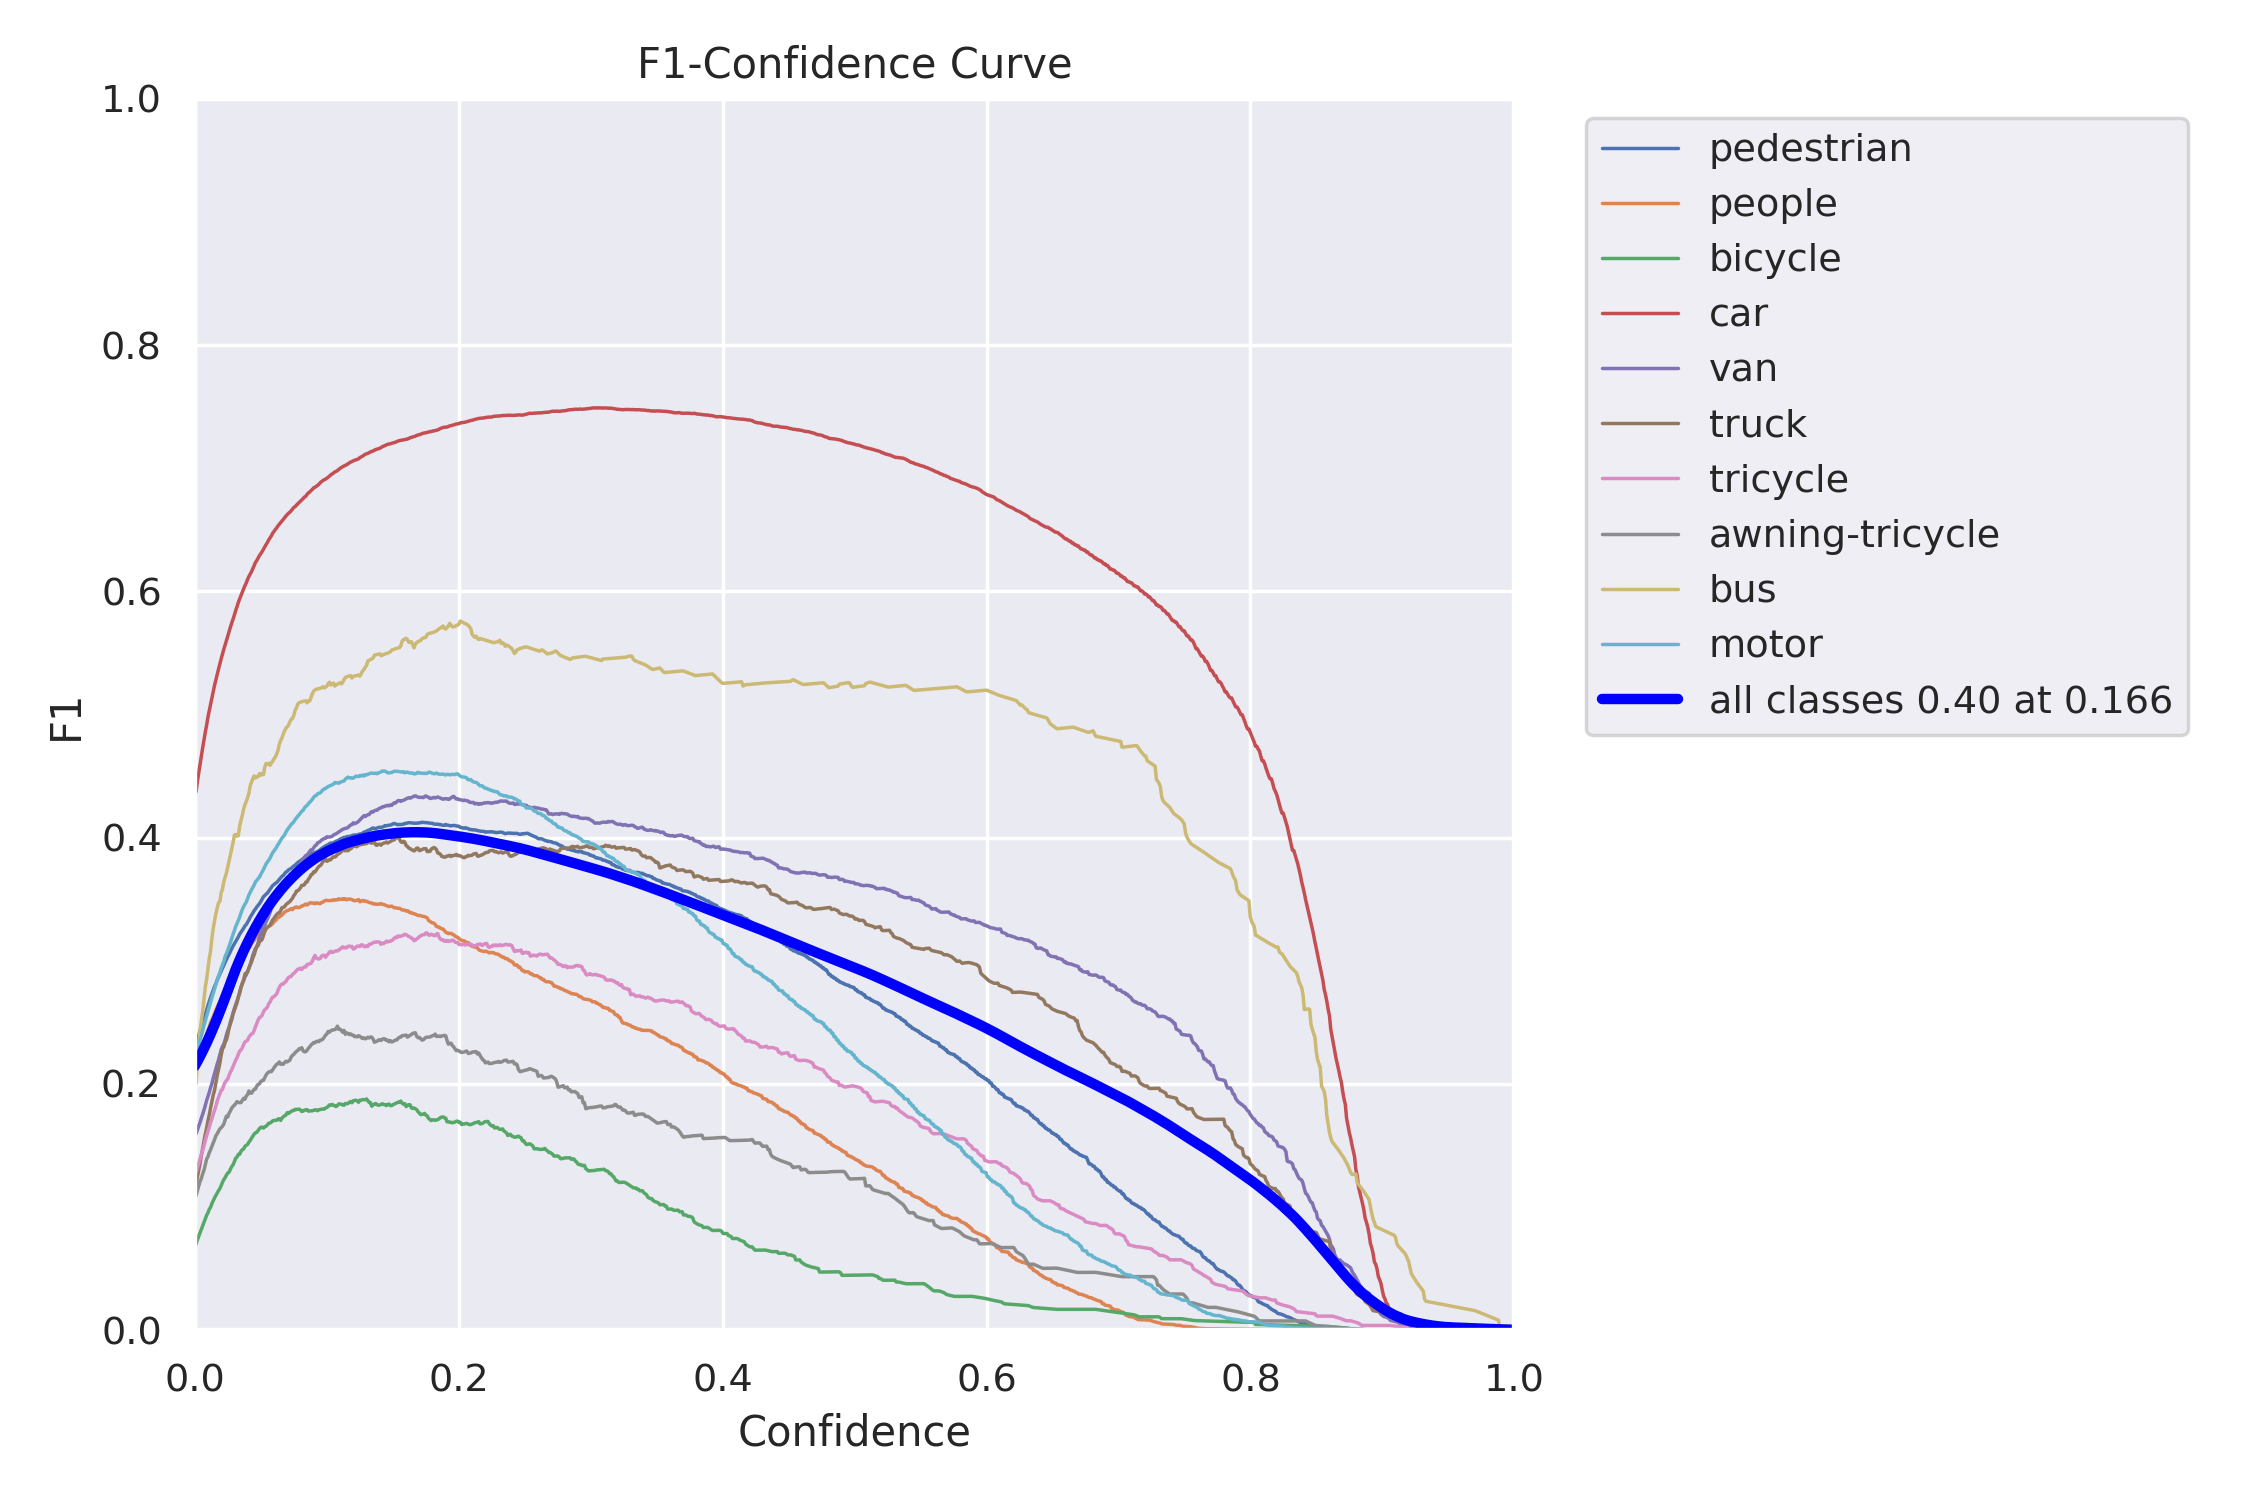 F1-Confidence Curve
1.0
0.8
0.6
0.4
0.2
0.0
F1
0.0 0.2 0.4 0.6 0.8 1.0
Confidence
pedestrian
people
bicycle
car
van
truck
tricycle
awning-tricycle
bus
motor
all classes 0.40 at 0.166